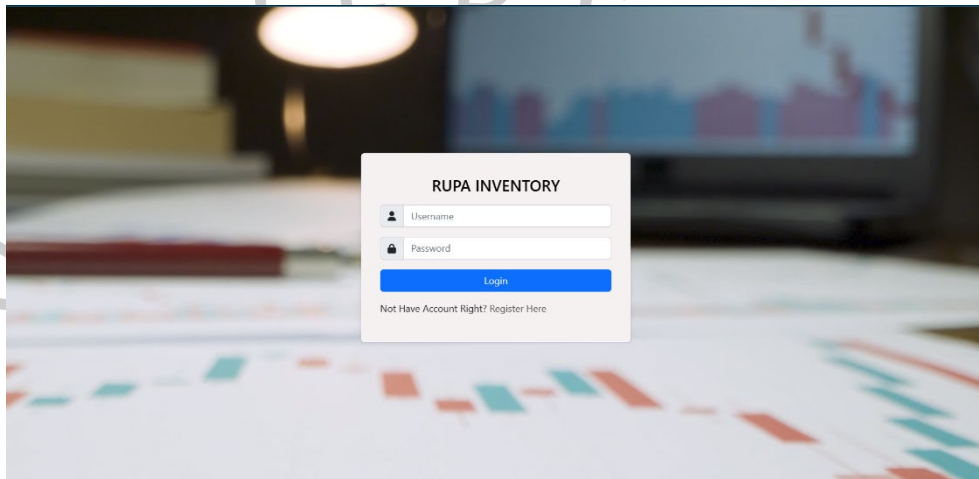 RUPA INVENTORY
Username
Password
Login
Not Have Account Right? Register Here